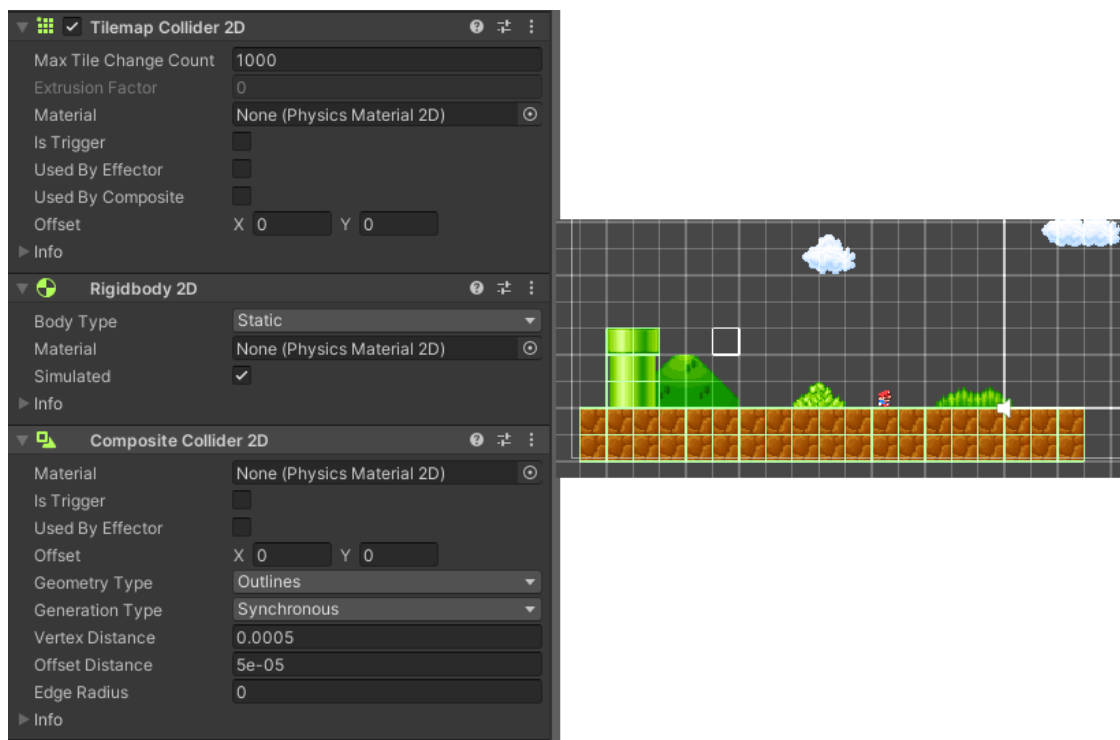 Tilemap Collider 2D
Max Tile Change Count 1000
Extrusion Factor 0
Material None (Physics Material 2D)
Is Trigger
Used By Effector
Used By Composite
Offset X 0 Y 0
Info
Rigidbody 2D
Body Type Static
Material None (Physics Material 2D)
Simulated
Info
Composite Collider 2D
Material None (Physics Material 2D)
Is Trigger
Used By Effector
Offset X 0 Y 0
Geometry Type Outlines
Generation Type Synchronous
Vertex Distance 0.0005
Offset Distance 5e-05
Edge Radius 0
Info